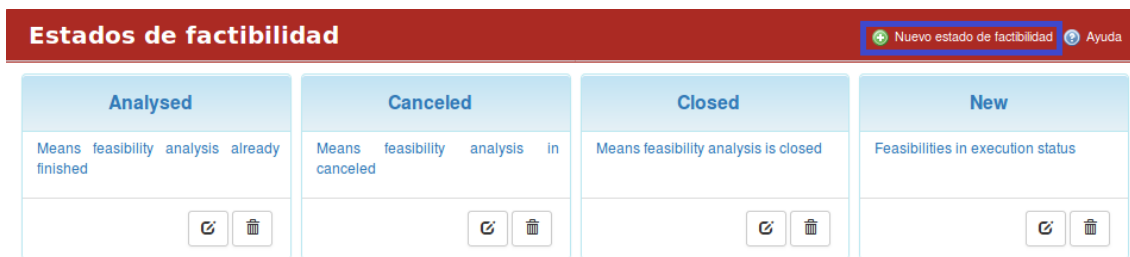 Estados de factibilidad
Nuevo estado de factibilidad
Ayuda
Analysed
Means feasibility analysis already
finished
Canceled
Means feasibility analysis in
canceled
Closed
Means feasibility analysis is closed
New
Feasibilities in execution status